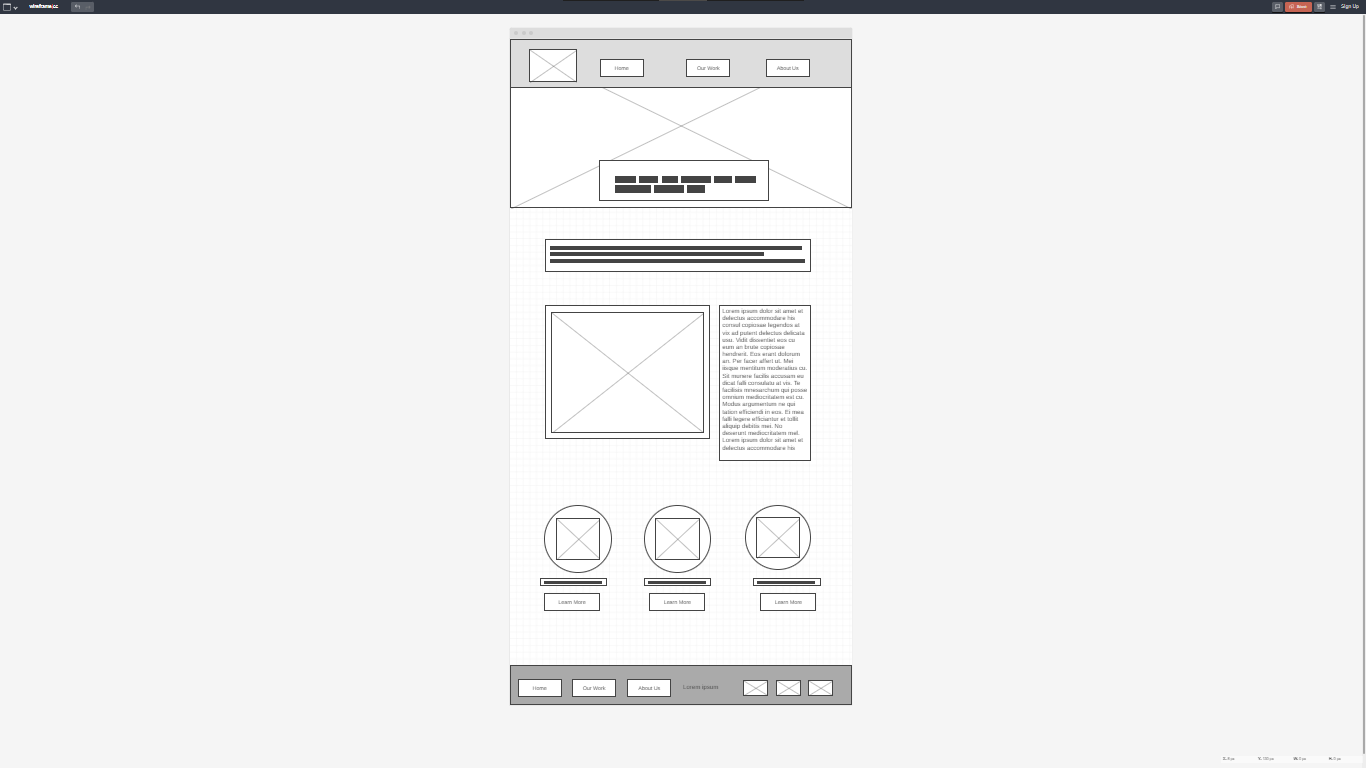 wireframe.cc
Share
Sign Up
Home
Our Work
About Us
Lorem ipsum dolor sit amet et
delectus accommodare his
consul copiosae legendos at
vix ad putent delectus delicata
usu. Vidit dissentiet eos cu
eum an brute copiosae
hendrerit. Eos erant dolorum
an. Per facer affert ut. Mei
iisque mentitum moderatius cu.
Sit munere facilis accusam eu
dicat falli consulatu at vis. Te
facilisis mnesarchum qui posse
omnium mediocritatem est cu.
Modus argumentum ne qui
tation efficiendi in eos. Ei mea
falli legere efficiantur et tollit
aliquip debitis mei. No
deserunt mediocritatem mel.
Lorem ipsum dolor sit amet et
delectus accommodare his
Learn More
Learn More
Learn More
Home
Our Work
About Us
Lorem ipsum